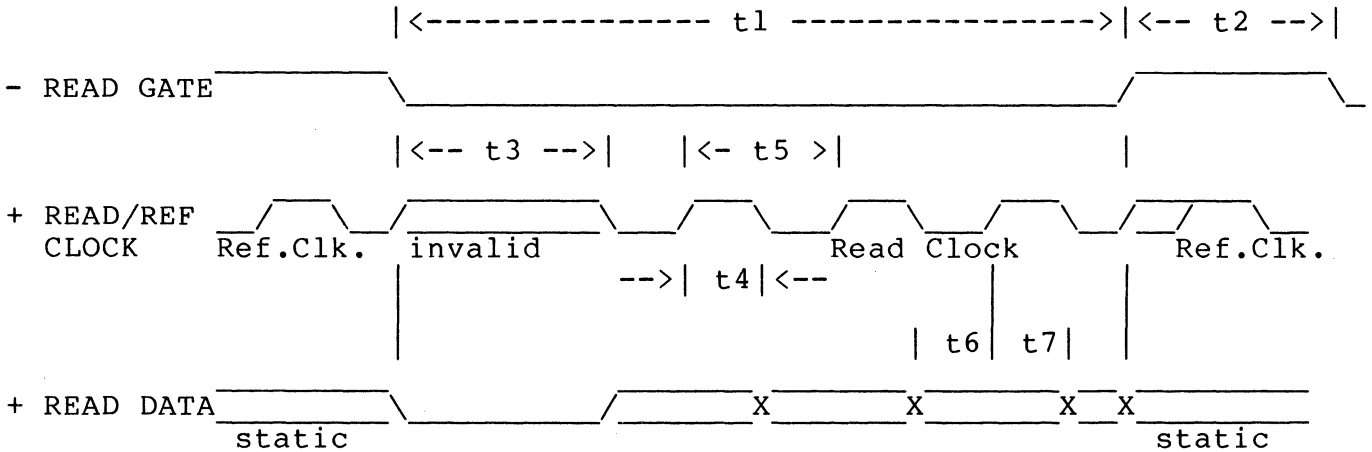 |<---------------- t1 ---------------->|<-- t2 -->|
- READ GATE
|<-- t3 -->| |<- t5 >| |
+ READ/REF
CLOCK Ref.Clk. invalid Read Clock Ref.Clk.
-->| t4 |<--
| t6 | t7 |
+ READ DATA X X X X
static static